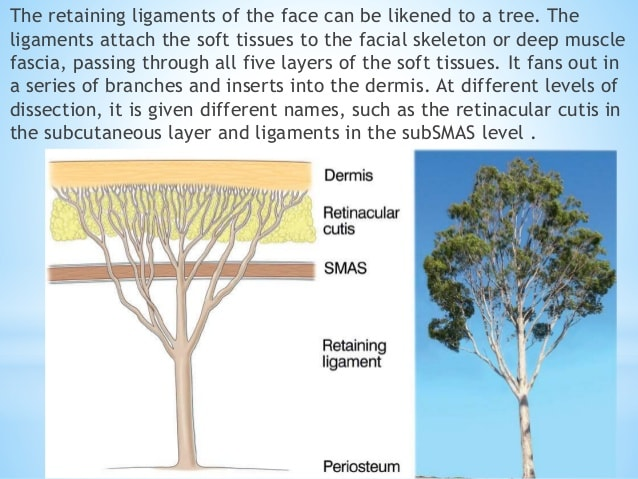 The retaining ligaments of the face can be likened to a tree. The
ligaments attach the soft tissues to the facial skeleton or deep muscle
fascia, passing through all five layers of the soft tissues. It fans out in
a series of branches and inserts into the dermis. At different levels of
dissection, it is given different names, such as the retinacular cutis in
the subcutaneous layer and ligaments in the subSMAS level .
Dermis
Retinacular
cutis
SMAS
Retaining
ligament
Periosteum